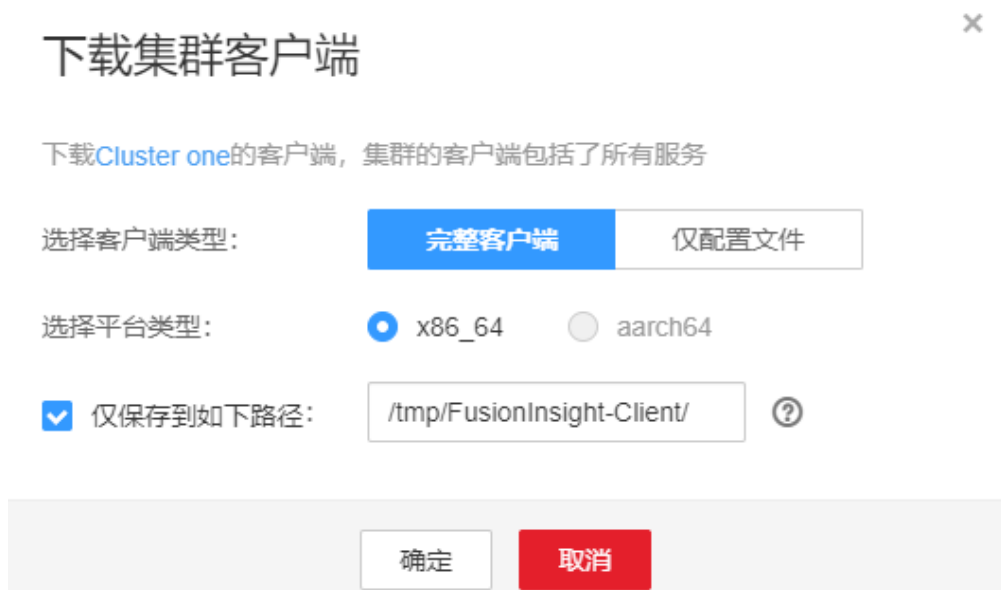 下载集群客户端
下载Cluster one的客户端，集群的客户端包括了所有服务
选择客户端类型： 完整客户端 仅配置文件
选择平台类型： x86_64 aarch64
仅保存到如下路径： /tmp/FusionInsight-Client/
确定 取消